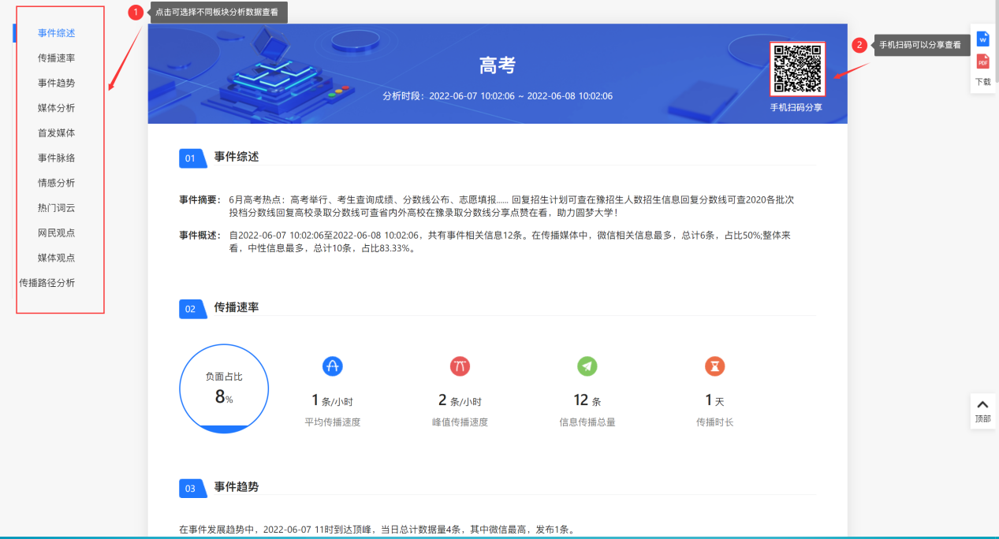 1 点击可选择不同板块分析数据查看
事件综述
传播速率
事件趋势
媒体分析
首发媒体
事件脉络
情感分析
热门词云
网民观点
媒体观点
传播路径分析
高考
分析时段：2022-06-07 10:02:06 ~ 2022-06-08 10:02:06
手机扫码分享
2 手机扫码可以分享查看
W
PDF
下载
01 事件综述
事件摘要： 6月高考热点：高考举行、考生查询成绩、分数线公布、志愿填报...... 回复招生计划可查在豫招生人数招生信息回复分数线可查2020各批次
投档分数线回复高校录取分数线可查省内外高校在豫录取分数线分享点赞在看，助力圆梦大学！
事件概述： 自2022-06-07 10:02:06至2022-06-08 10:02:06，共有事件相关信息12条。在传播媒体中，微信相关信息最多，总计6条，占比50%;整体来
看，中性信息最多，总计10条，占比83.33%。
02 传播速率
负面占比
8%
1 条/小时
平均传播速度
2 条/小时
峰值传播速度
12 条
信息传播总量
1 天
传播时长
顶部
03 事件趋势
在事件发展趋势中，2022-06-07 11时到达顶峰，当日总计数据量4条，其中微信最高，发布1条。